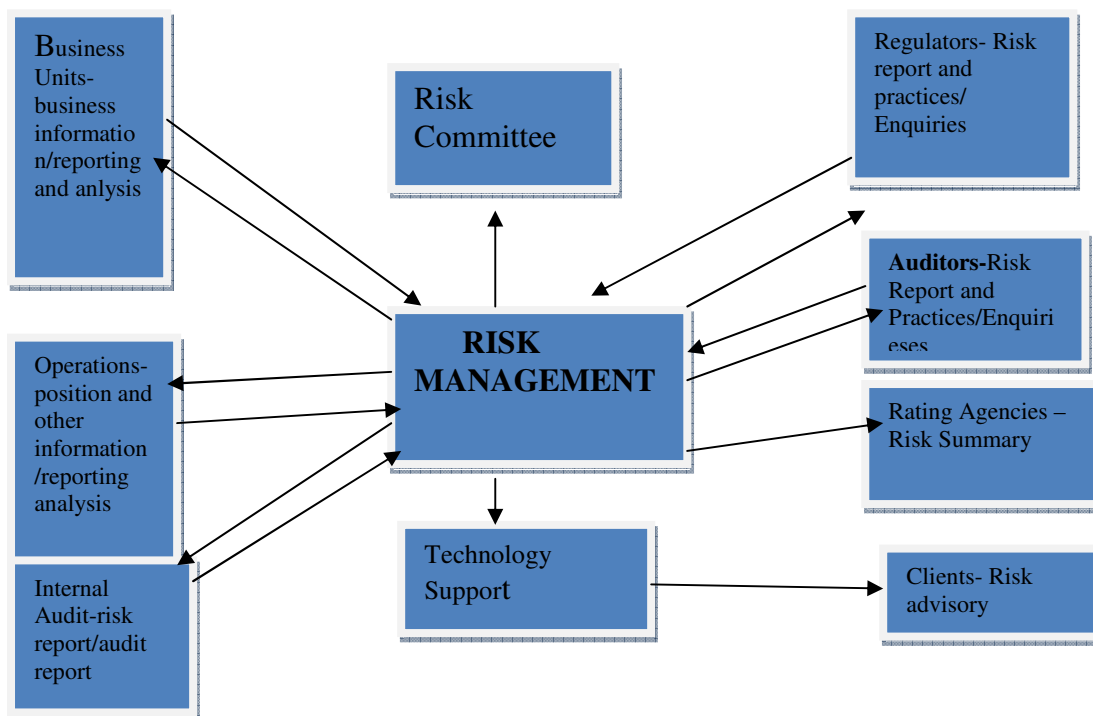 Business
Units-
business
informatio
n/reporting
and anlysis
Risk
Committee
Regulators- Risk
report and
practices/
Enquiries
Auditors-Risk
Report and
Practices/Enquiri
eses
RISK
MANAGEMENT
Operations-
position and
other
information
/reporting
analysis
Rating Agencies –
Risk Summary
Technology
Support
Clients- Risk
advisory
Internal
Audit-risk
report/audit
report